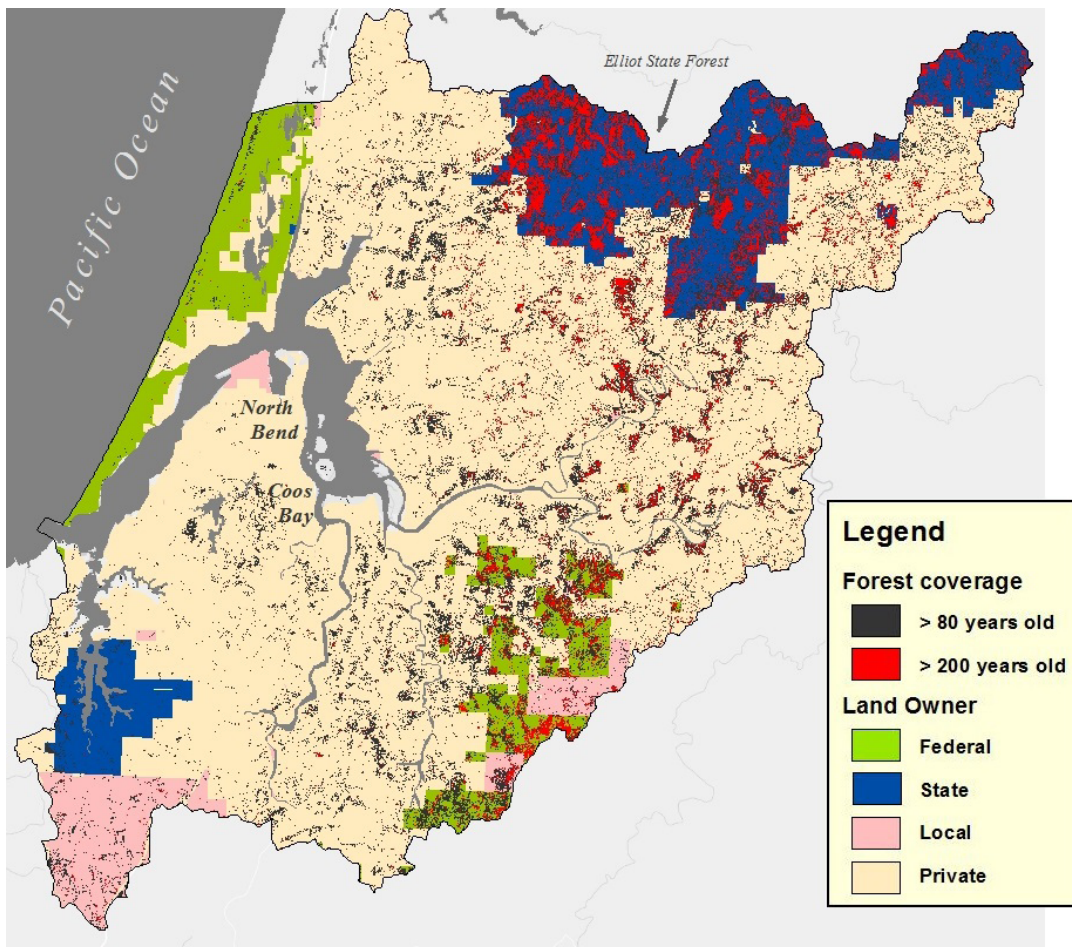 Elliot State Forest
Pacific Ocean
North
Bend
Coos
Bay
Legend
Forest coverage
> 80 years old
> 200 years old
Land Owner
Federal
State
Local
Private